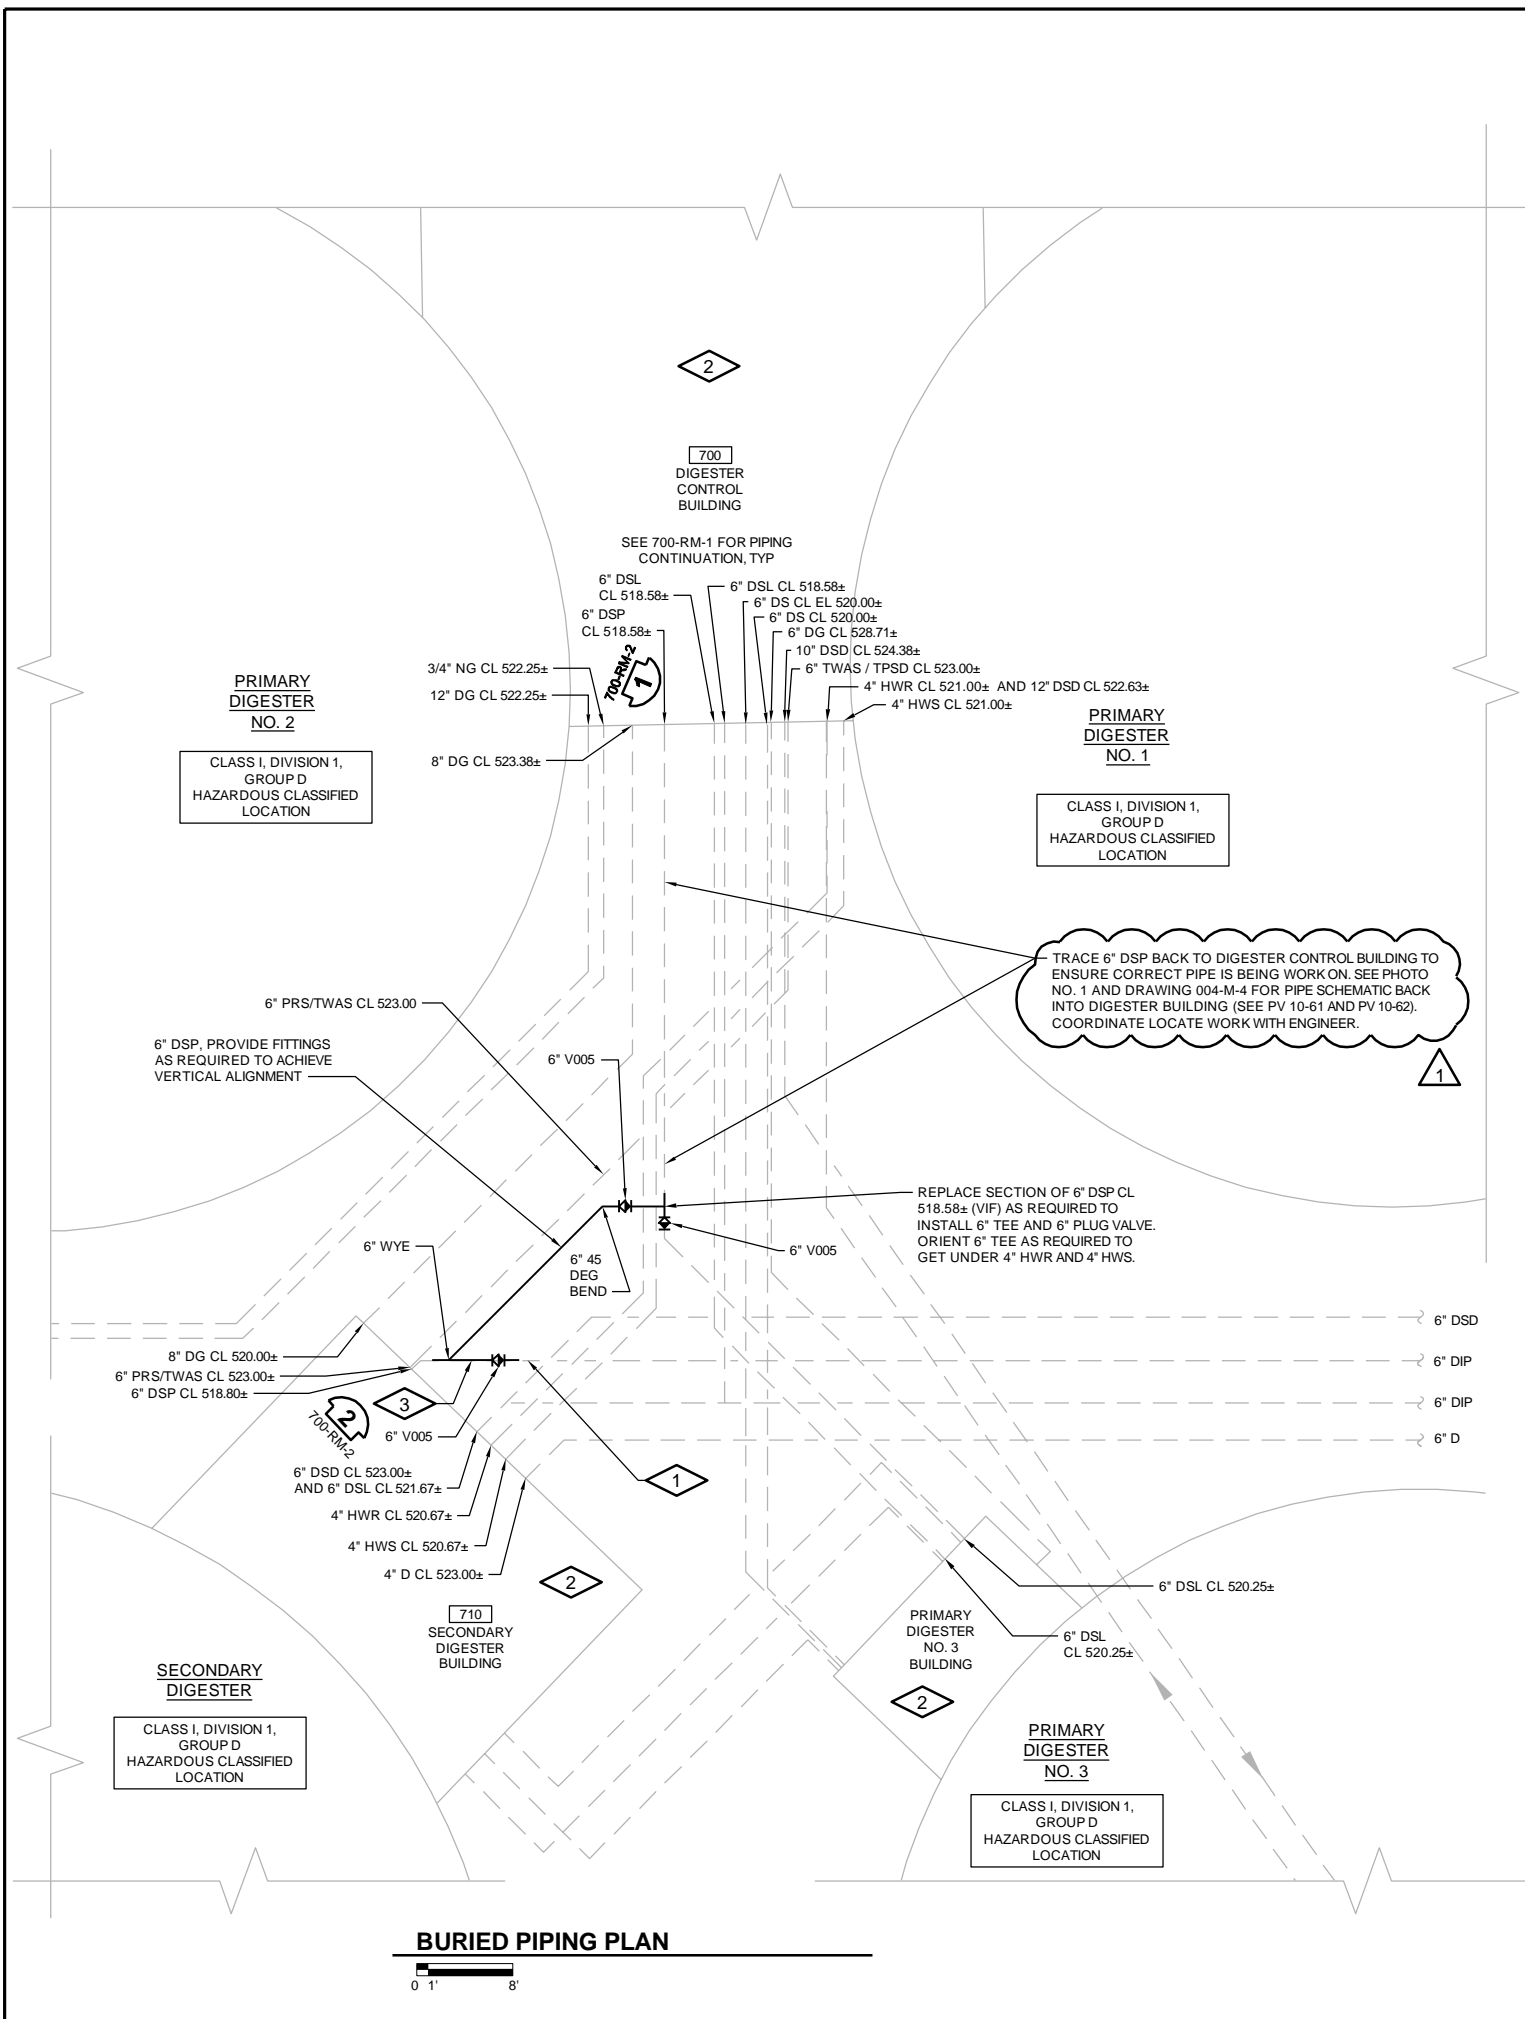 2
700
DIGESTER
CONTROL
BUILDING
SEE 700-RM-1 FOR PIPING
CONTINUATION, TYP
6" DSL
CL 518.58±
6" DSP
CL 518.58±
6" DSL CL 518.58±
6" DS CL EL 520.00±
6" DS CL 520.00±
6" DG CL 528.71±
10" DSD CL 524.38±
6" TWAS / TPSD CL 523.00±
4" HWR CL 521.00± AND 12" DSD CL 522.63±
4" HWS CL 521.00±
3/4" NG CL 522.25±
12" DG CL 522.25±
8" DG CL 523.38±
700-RM-2
1
PRIMARY
DIGESTER
NO. 2
CLASS I, DIVISION 1,
GROUP D
HAZARDOUS CLASSIFIED
LOCATION
PRIMARY
DIGESTER
NO. 1
CLASS I, DIVISION 1,
GROUP D
HAZARDOUS CLASSIFIED
LOCATION
TRACE 6" DSP BACK TO DIGESTER CONTROL BUILDING TO
ENSURE CORRECT PIPE IS BEING WORK ON. SEE PHOTO
NO. 1 AND DRAWING 004-M-4 FOR PIPE SCHEMATIC BACK
INTO DIGESTER BUILDING (SEE PV 10-61 AND PV 10-62).
COORDINATE LOCATE WORK WITH ENGINEER.
1
6" PRS/TWAS CL 523.00
6" DSP, PROVIDE FITTINGS
AS REQUIRED TO ACHIEVE
VERTICAL ALIGNMENT
6" V005
REPLACE SECTION OF 6" DSP CL
518.58± (VIF) AS REQUIRED TO
INSTALL 6" TEE AND 6" PLUG VALVE.
ORIENT 6" TEE AS REQUIRED TO
GET UNDER 4" HWR AND 4" HWS.
6" WYE
6" 45
DEG
BEND
6" V005
6" DSD
6" DIP
6" DIP
6" D
8" DG CL 520.00±
6" PRS/TWAS CL 523.00±
6" DSP CL 518.80±
3
2
700-RM-2
6" V005
6" DSD CL 523.00±
AND 6" DSL CL 521.67±
4" HWR CL 520.67±
4" HWS CL 520.67±
4" D CL 523.00±
1
2
710
SECONDARY
DIGESTER
BUILDING
6" DSL CL 520.25±
6" DSL
CL 520.25±
PRIMARY
DIGESTER
NO. 3
BUILDING
2
SECONDARY
DIGESTER
CLASS I, DIVISION 1,
GROUP D
HAZARDOUS CLASSIFIED
LOCATION
PRIMARY
DIGESTER
NO. 3
CLASS I, DIVISION 1,
GROUP D
HAZARDOUS CLASSIFIED
LOCATION
BURIED PIPING PLAN
0 1' 8'